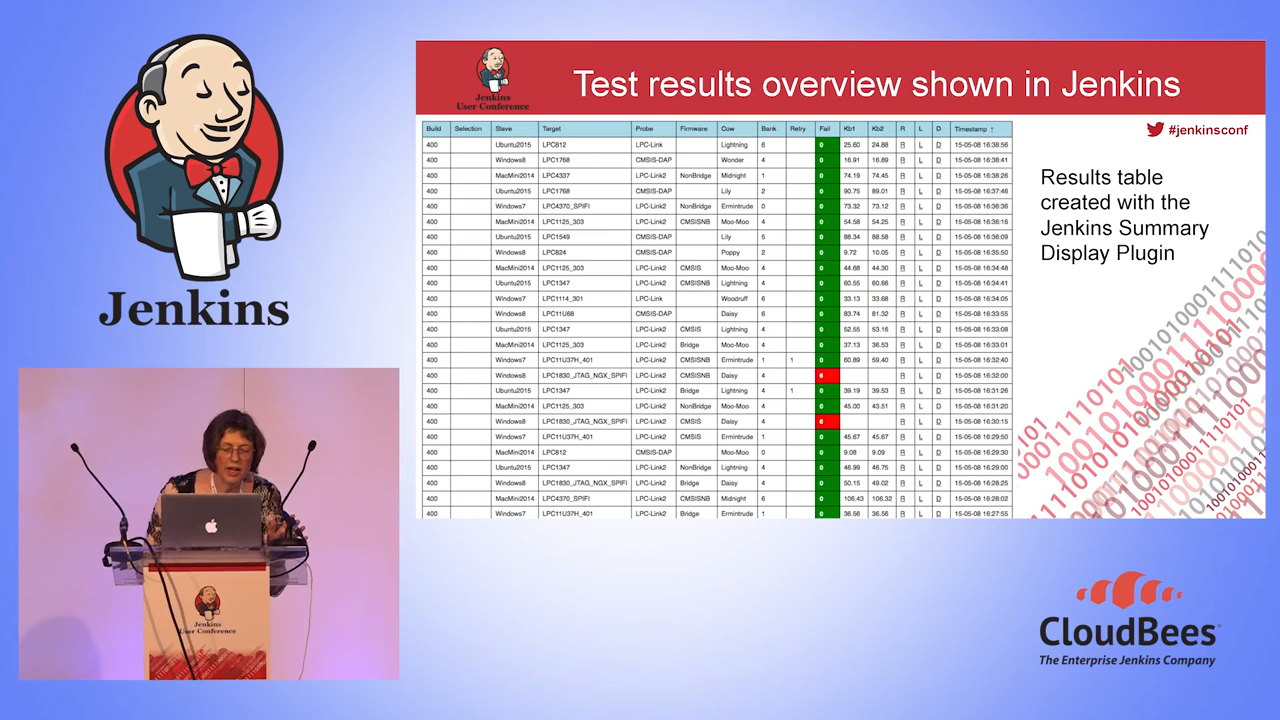 Jenkins
Jenkins
User Conference
Test results overview shown in Jenkins
#jenkinsconf
Results table
created with the
Jenkins Summary
Display Plugin
Build Selection Slave Target Probe Firmware Cow Bank Retry Fail Kb1 Kb2 R L D Timestamp ↑
400 Ubuntu2015 LPC812 LPC-Link Lightning 6 0 25.60 24.88 R L D 15-05-08 16:38:56
400 Windows8 LPC1768 CMSIS-DAP Wonder 4 0 16.91 16.89 R L D 15-05-08 16:38:41
400 MacMini2014 LPC4337 LPC-Link2 NonBridge Midnight 1 0 74.19 74.45 R L D 15-05-08 16:38:26
400 Ubuntu2015 LPC1768 CMSIS-DAP Lily 2 0 90.75 89.01 R L D 15-05-08 16:37:46
400 Windows7 LPC4370_SPIFI LPC-Link2 NonBridge Ermintrude 0 0 73.32 73.12 R L D 15-05-08 16:36:36
400 MacMini2014 LPC1125_303 LPC-Link2 CMSISNB Moo-Moo 4 0 54.58 54.25 R L D 15-05-08 16:36:16
400 Ubuntu2015 LPC1549 CMSIS-DAP Lily 5 0 88.34 88.58 R L D 15-05-08 16:36:09
400 Windows8 LPC824 CMSIS-DAP Poppy 2 0 9.72 10.05 R L D 15-05-08 16:35:50
400 MacMini2014 LPC1125_303 LPC-Link2 CMSIS Moo-Moo 4 0 44.68 44.30 R L D 15-05-08 16:34:48
400 Ubuntu2015 LPC1347 LPC-Link2 CMSISNB Lightning 4 0 60.55 60.66 R L D 15-05-08 16:34:41
400 Windows7 LPC1114_301 LPC-Link Woodruff 6 0 33.13 33.68 R L D 15-05-08 16:34:05
400 Windows8 LPC11U68 CMSIS-DAP Daisy 6 0 83.74 81.32 R L D 15-05-08 16:33:55
400 Ubuntu2015 LPC1347 LPC-Link2 CMSIS Lightning 4 0 52.55 53.16 R L D 15-05-08 16:33:08
400 MacMini2014 LPC1125_303 LPC-Link2 Bridge Moo-Moo 4 0 37.13 36.53 R L D 15-05-08 16:33:01
400 Windows7 LPC11U37H_401 LPC-Link2 CMSISNB Ermintrude 1 1 0 60.89 59.40 R L D 15-05-08 16:32:40
400 Windows8 LPC1830_JTAG_NGX_SPIFI LPC-Link2 CMSISNB Daisy 4 6 R L D 15-05-08 16:32:00
400 Ubuntu2015 LPC1347 LPC-Link2 Bridge Lightning 4 1 0 39.19 39.53 R L D 15-05-08 16:31:26
400 MacMini2014 LPC1125_303 LPC-Link2 NonBridge Moo-Moo 4 0 45.00 43.51 R L D 15-05-08 16:31:20
400 Windows8 LPC1830_JTAG_NGX_SPIFI LPC-Link2 CMSIS Daisy 4 6 R L D 15-05-08 16:30:15
400 Windows7 LPC11U37H_401 LPC-Link2 CMSIS Ermintrude 1 0 45.67 45.67 R L D 15-05-08 16:29:50
400 MacMini2014 LPC812 LPC-Link CMSIS-DAP Moo-Moo 0 0 9.08 9.09 R L D 15-05-08 16:29:30
400 Ubuntu2015 LPC1347 LPC-Link2 NonBridge Lightning 4 0 46.99 46.75 R L D 15-05-08 16:29:00
400 Windows8 LPC1830_JTAG_NGX_SPIFI LPC-Link2 Bridge Daisy 4 0 50.15 49.02 R L D 15-05-08 16:28:25
400 MacMini2014 LPC4370_SPIFI LPC-Link2 CMSISNB Midnight 6 0 106.43 106.32 R L D 15-05-08 16:28:02
400 Windows7 LPC11U37H_401 LPC-Link2 Bridge Ermintrude 1 0 36.56 36.56 R L D 15-05-08 16:27:55
Jenkins
User Conference
CloudBees
The Enterprise Jenkins Company